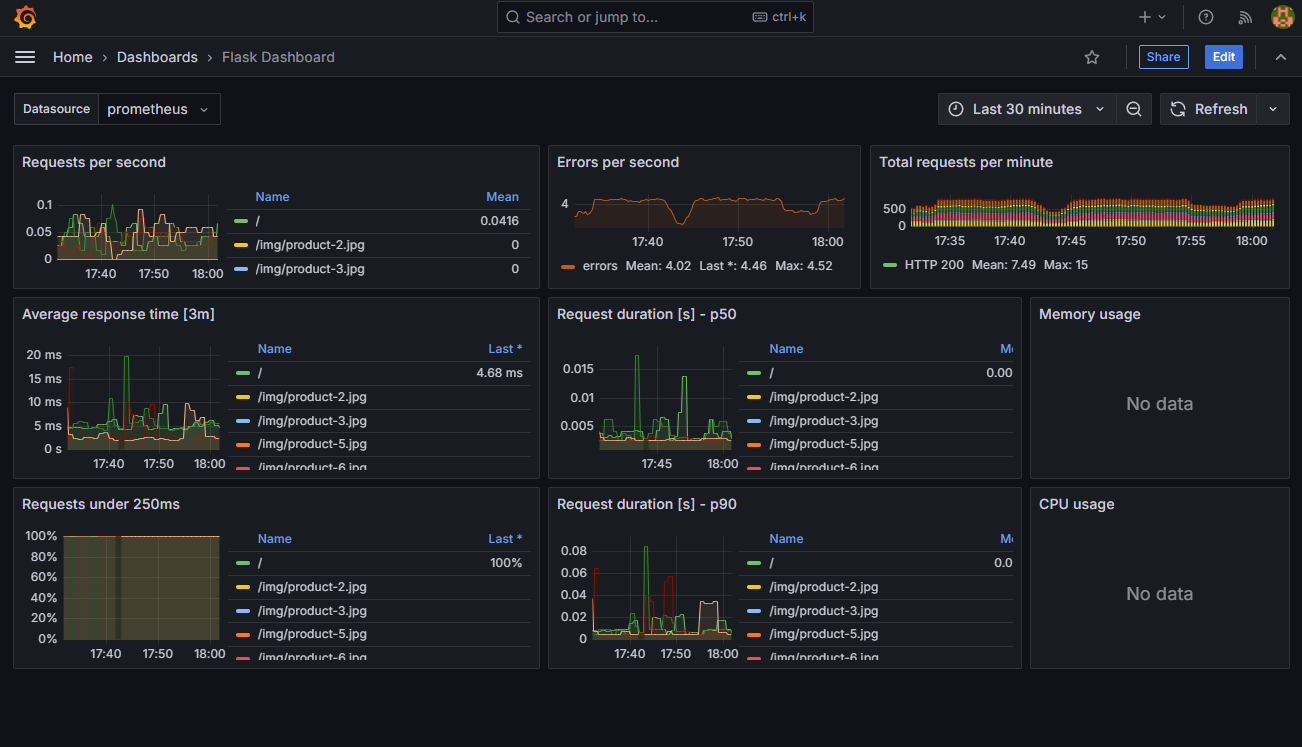 Search or jump to... ctrl+k
Home › Dashboards › Flask Dashboard
Share Edit
Datasource prometheus
Last 30 minutes Refresh
Requests per second
0.1
0.05
0
17:40 17:50 18:00
Name Mean
/ 0.0416
/img/product-2.jpg 0
/img/product-3.jpg 0
Errors per second
4
17:40 17:50 18:00
errors Mean: 4.02 Last *: 4.46 Max: 4.52
Total requests per minute
500
0
17:35 17:40 17:45 17:50 17:55 18:00
HTTP 200 Mean: 7.49 Max: 15
Average response time [3m]
20 ms
15 ms
10 ms
5 ms
0 s
17:40 17:50 18:00
Name Last *
/ 4.68 ms
/img/product-2.jpg
/img/product-3.jpg
/img/product-5.jpg
/img/product-6.jpg
Request duration [s] - p50
0.015
0.01
0.005
17:45 18:00
Name Me
/ 0.00
/img/product-2.jpg
/img/product-3.jpg
/img/product-5.jpg
/img/product-6.jpg
Memory usage
No data
Requests under 250ms
100%
80%
60%
40%
20%
0%
17:40 17:50 18:00
Name Last *
/ 100%
/img/product-2.jpg
/img/product-3.jpg
/img/product-5.jpg
/img/product-6.jpg
Request duration [s] - p90
0.08
0.06
0.04
0.02
0
17:40 17:50 18:00
Name Me
/ 0.0
/img/product-2.jpg
/img/product-3.jpg
/img/product-5.jpg
/img/product-6.jpg
CPU usage
No data